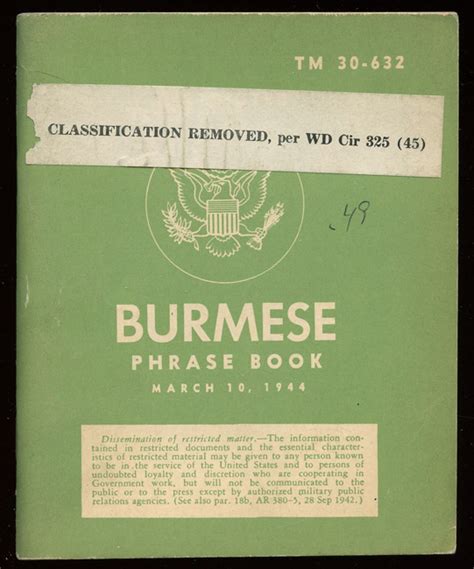 TM 30-632
CLASSIFICATION REMOVED, per WD Cir 325 (45)
.49
BURMESE
PHRASE BOOK
MARCH 10, 1944
Dissemination of restricted matter.—The information con-
tained in restricted documents and the essential character-
istics of restricted material may be given to any person known
to be in the service of the United States and to persons of
undoubted loyalty and discretion who are cooperating in
Government work, but will not be communicated to the
public or to the press except by authorized military public
relations agencies. (See also par. 18b, AR 380-5, 28 Sep 1942.)